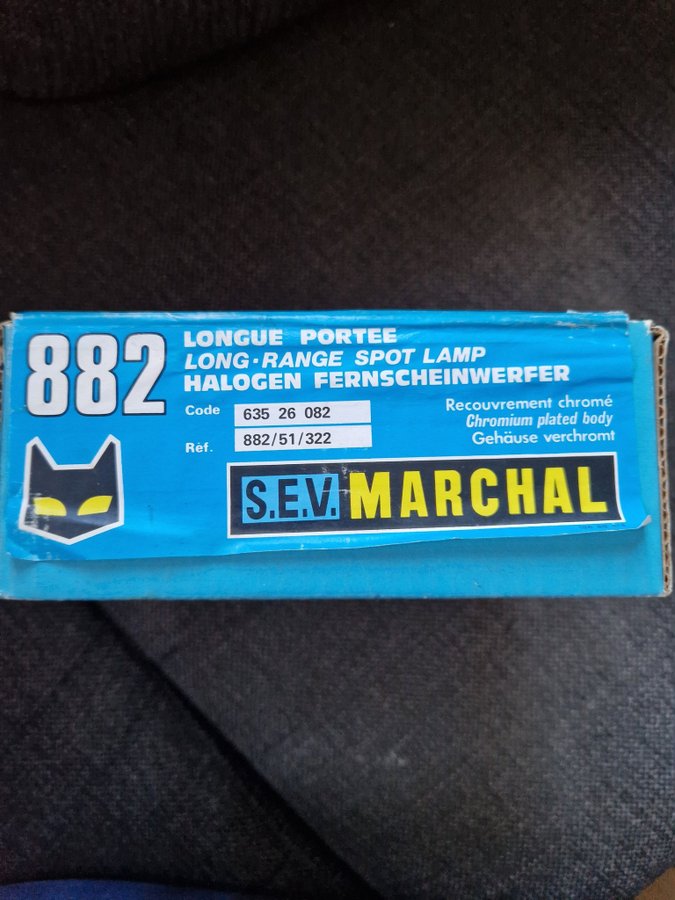 882
LONGUE PORTEE
LONG·RANGE SPOT LAMP
HALOGEN FERNSCHEINWERFER
Code 635 26 082
Réf. 882/51/322
Recouvrement chromé
Chromium plated body
Gehäuse verchromt
S.E.V. MARCHAL